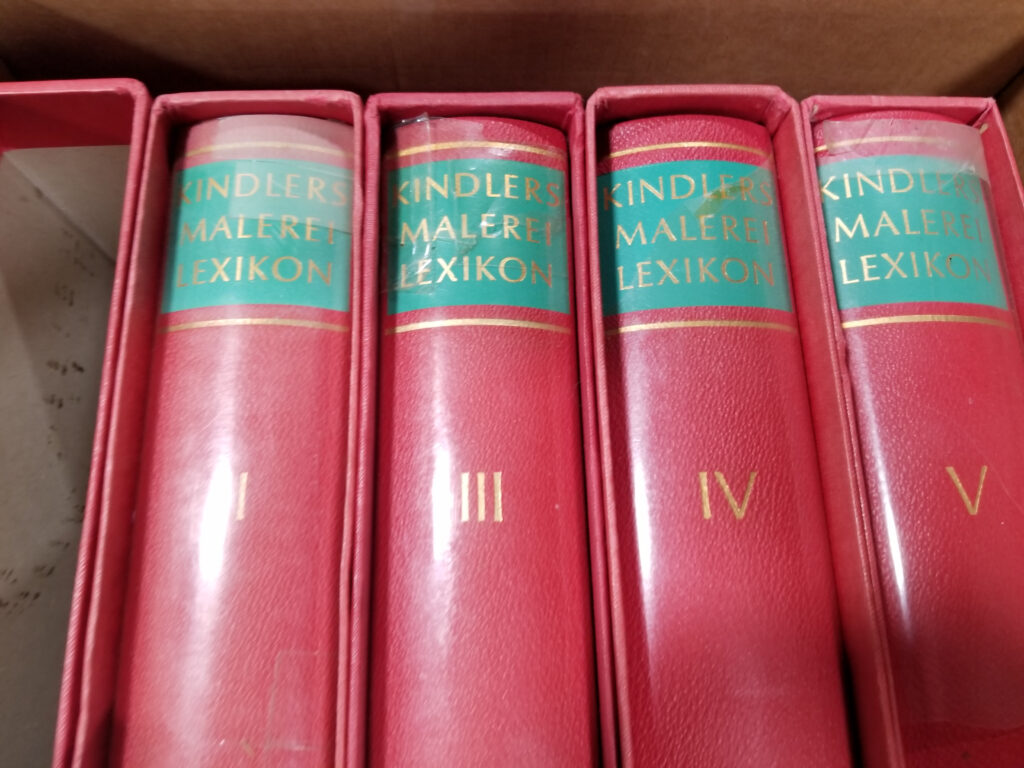 KINDLERS
MALEREI
LEXIKON
I
KINDLERS
MALEREI
LEXIKON
III
KINDLERS
MALEREI
LEXIKON
IV
KINDLERS
MALEREI
LEXIKON
V